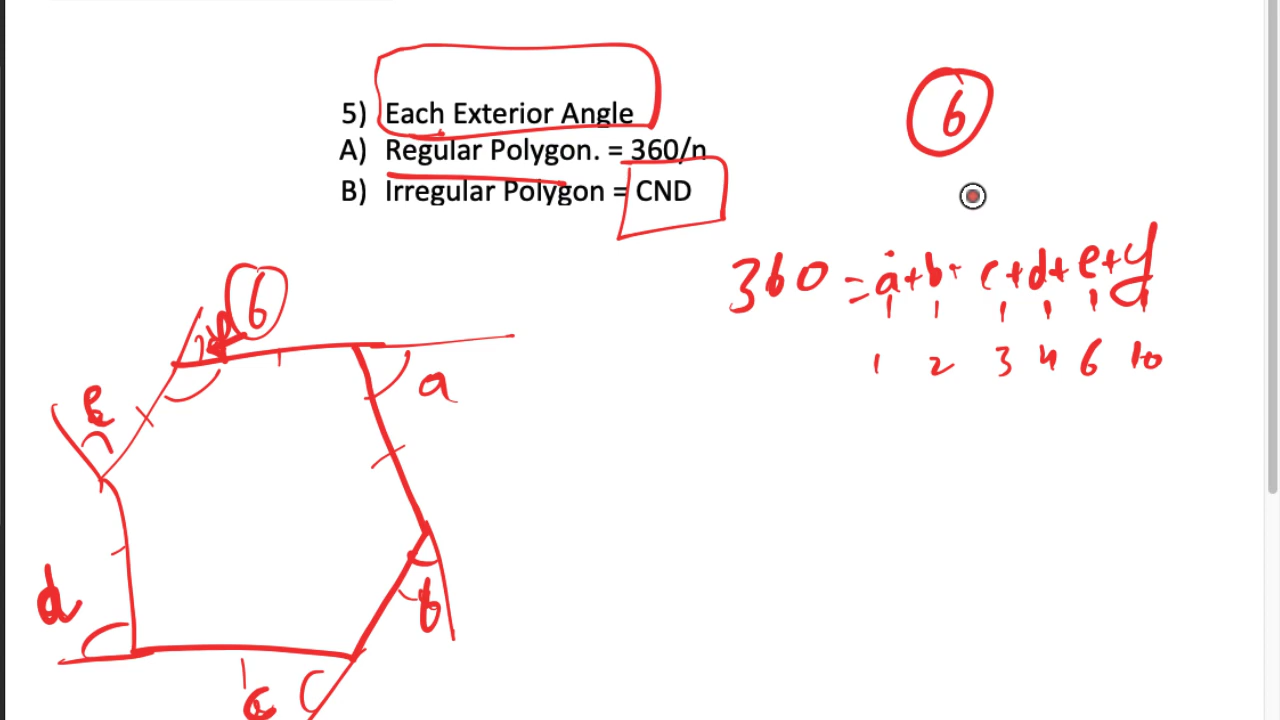 5) Each Exterior Angle
A) Regular Polygon. = 360/n
B) Irregular Polygon = CND
6
360 = a+b+ c+d+ e+y
1 2 3 4 6 10
6
a
e
b
d
c